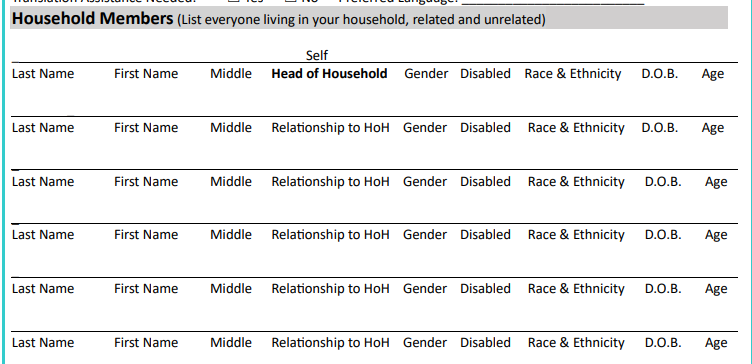 Translation Assistance Needed? Yes No Preferred Language:
Household Members (List everyone living in your household, related and unrelated)
Self
Last Name First Name Middle Head of Household Gender Disabled Race & Ethnicity D.O.B. Age
Last Name First Name Middle Relationship to HoH Gender Disabled Race & Ethnicity D.O.B. Age
Last Name First Name Middle Relationship to HoH Gender Disabled Race & Ethnicity D.O.B. Age
Last Name First Name Middle Relationship to HoH Gender Disabled Race & Ethnicity D.O.B. Age
Last Name First Name Middle Relationship to HoH Gender Disabled Race & Ethnicity D.O.B. Age
Last Name First Name Middle Relationship to HoH Gender Disabled Race & Ethnicity D.O.B. Age